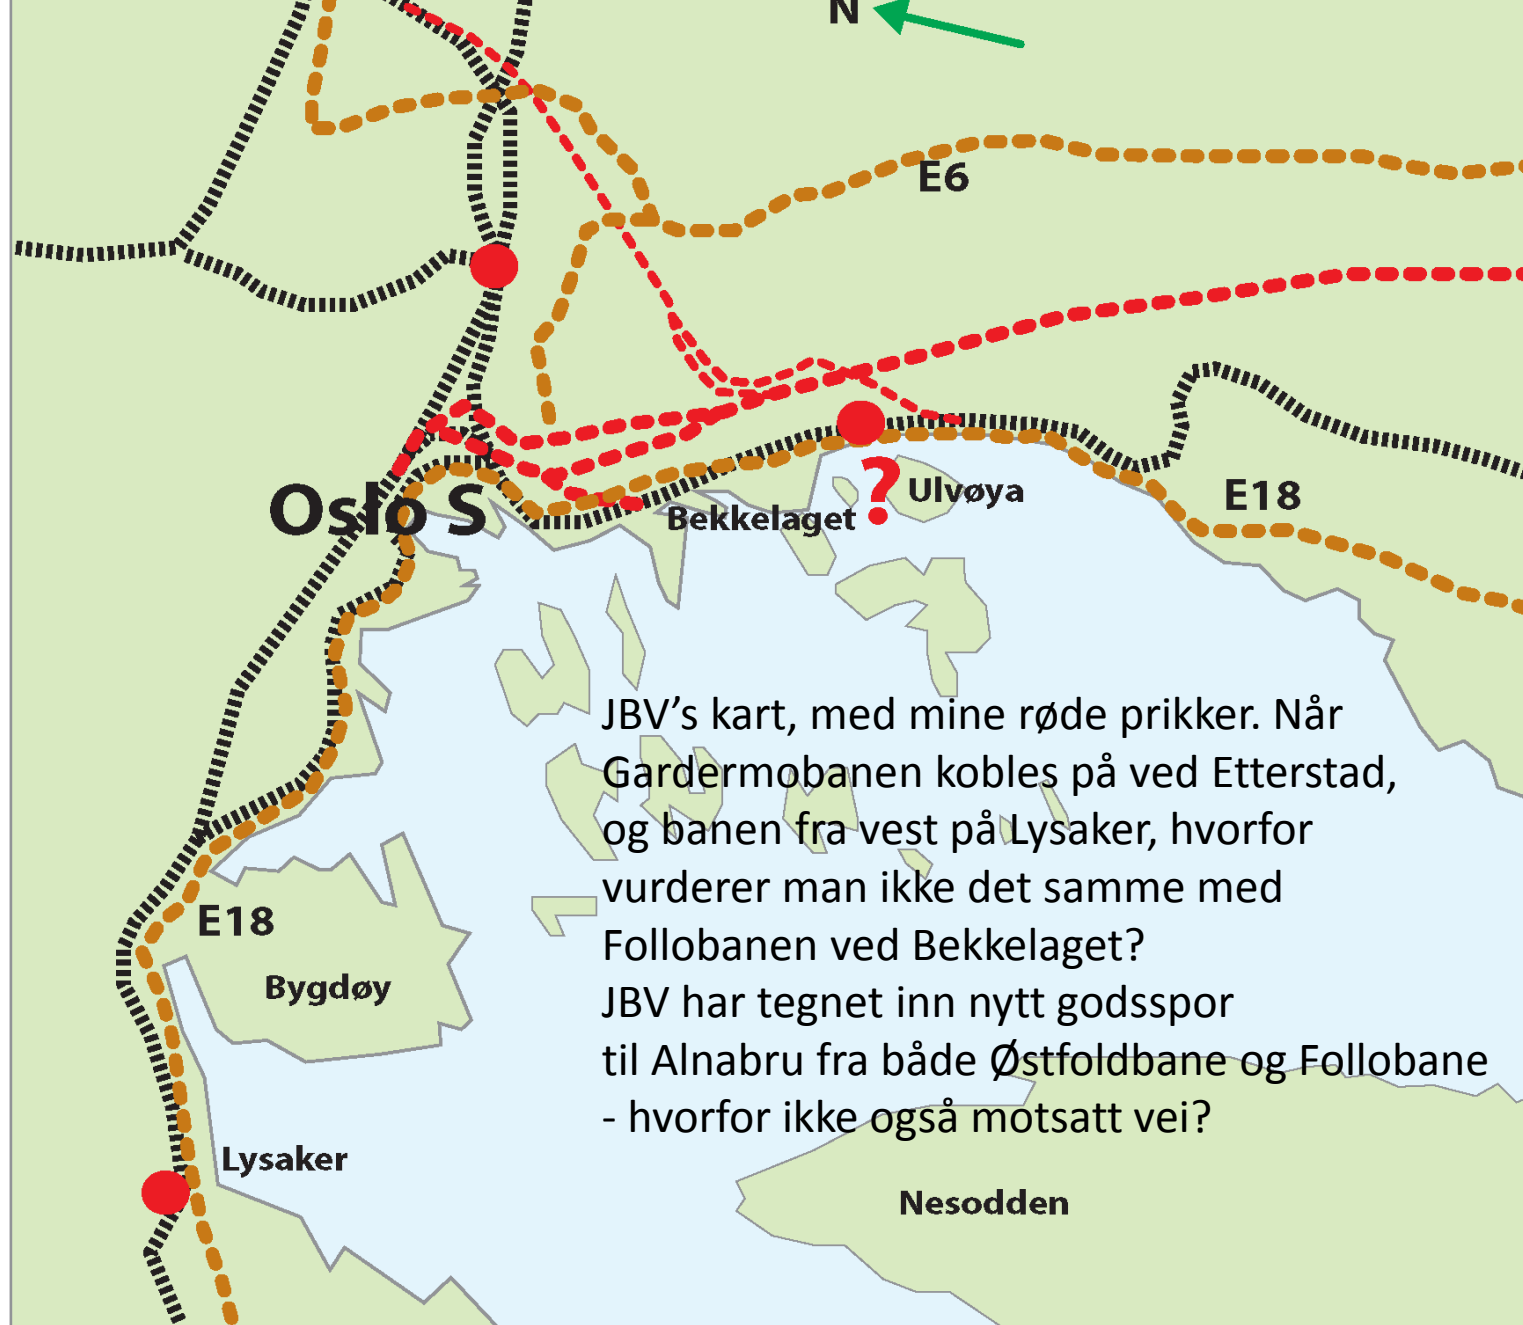 N
E6
Oslo S
Bekkelaget
?
Ulvøya
E18
JBV’s kart, med mine røde prikker. Når
Gardermobanen kobles på ved Etterstad,
og banen fra vest på Lysaker, hvorfor
vurderer man ikke det samme med
Follobanen ved Bekkelaget?
JBV har tegnet inn nytt godsspor
til Alnabru fra både Østfoldbane og Follobane
- hvorfor ikke også motsatt vei?
E18
Bygdøy
Lysaker
Nesodden